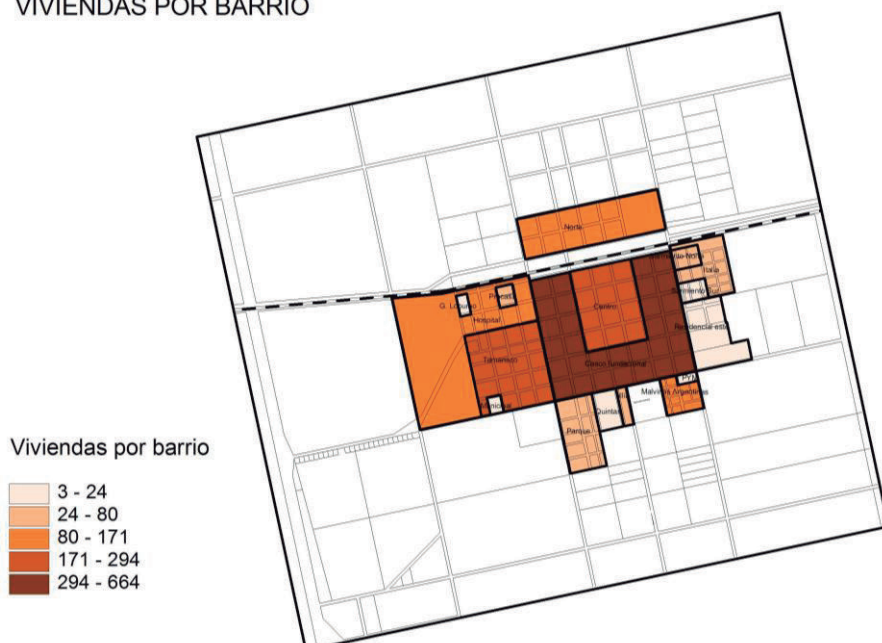 VIVIENDAS POR BARRIO
Norte
Italia
Centro
G. Lobuno
Hospital
Residencial este
Tamarisco
Casco fundacional
Malvinas Argentinas
Quintas
Parque
Viviendas por barrio
3 - 24
24 - 80
80 - 171
171 - 294
294 - 664